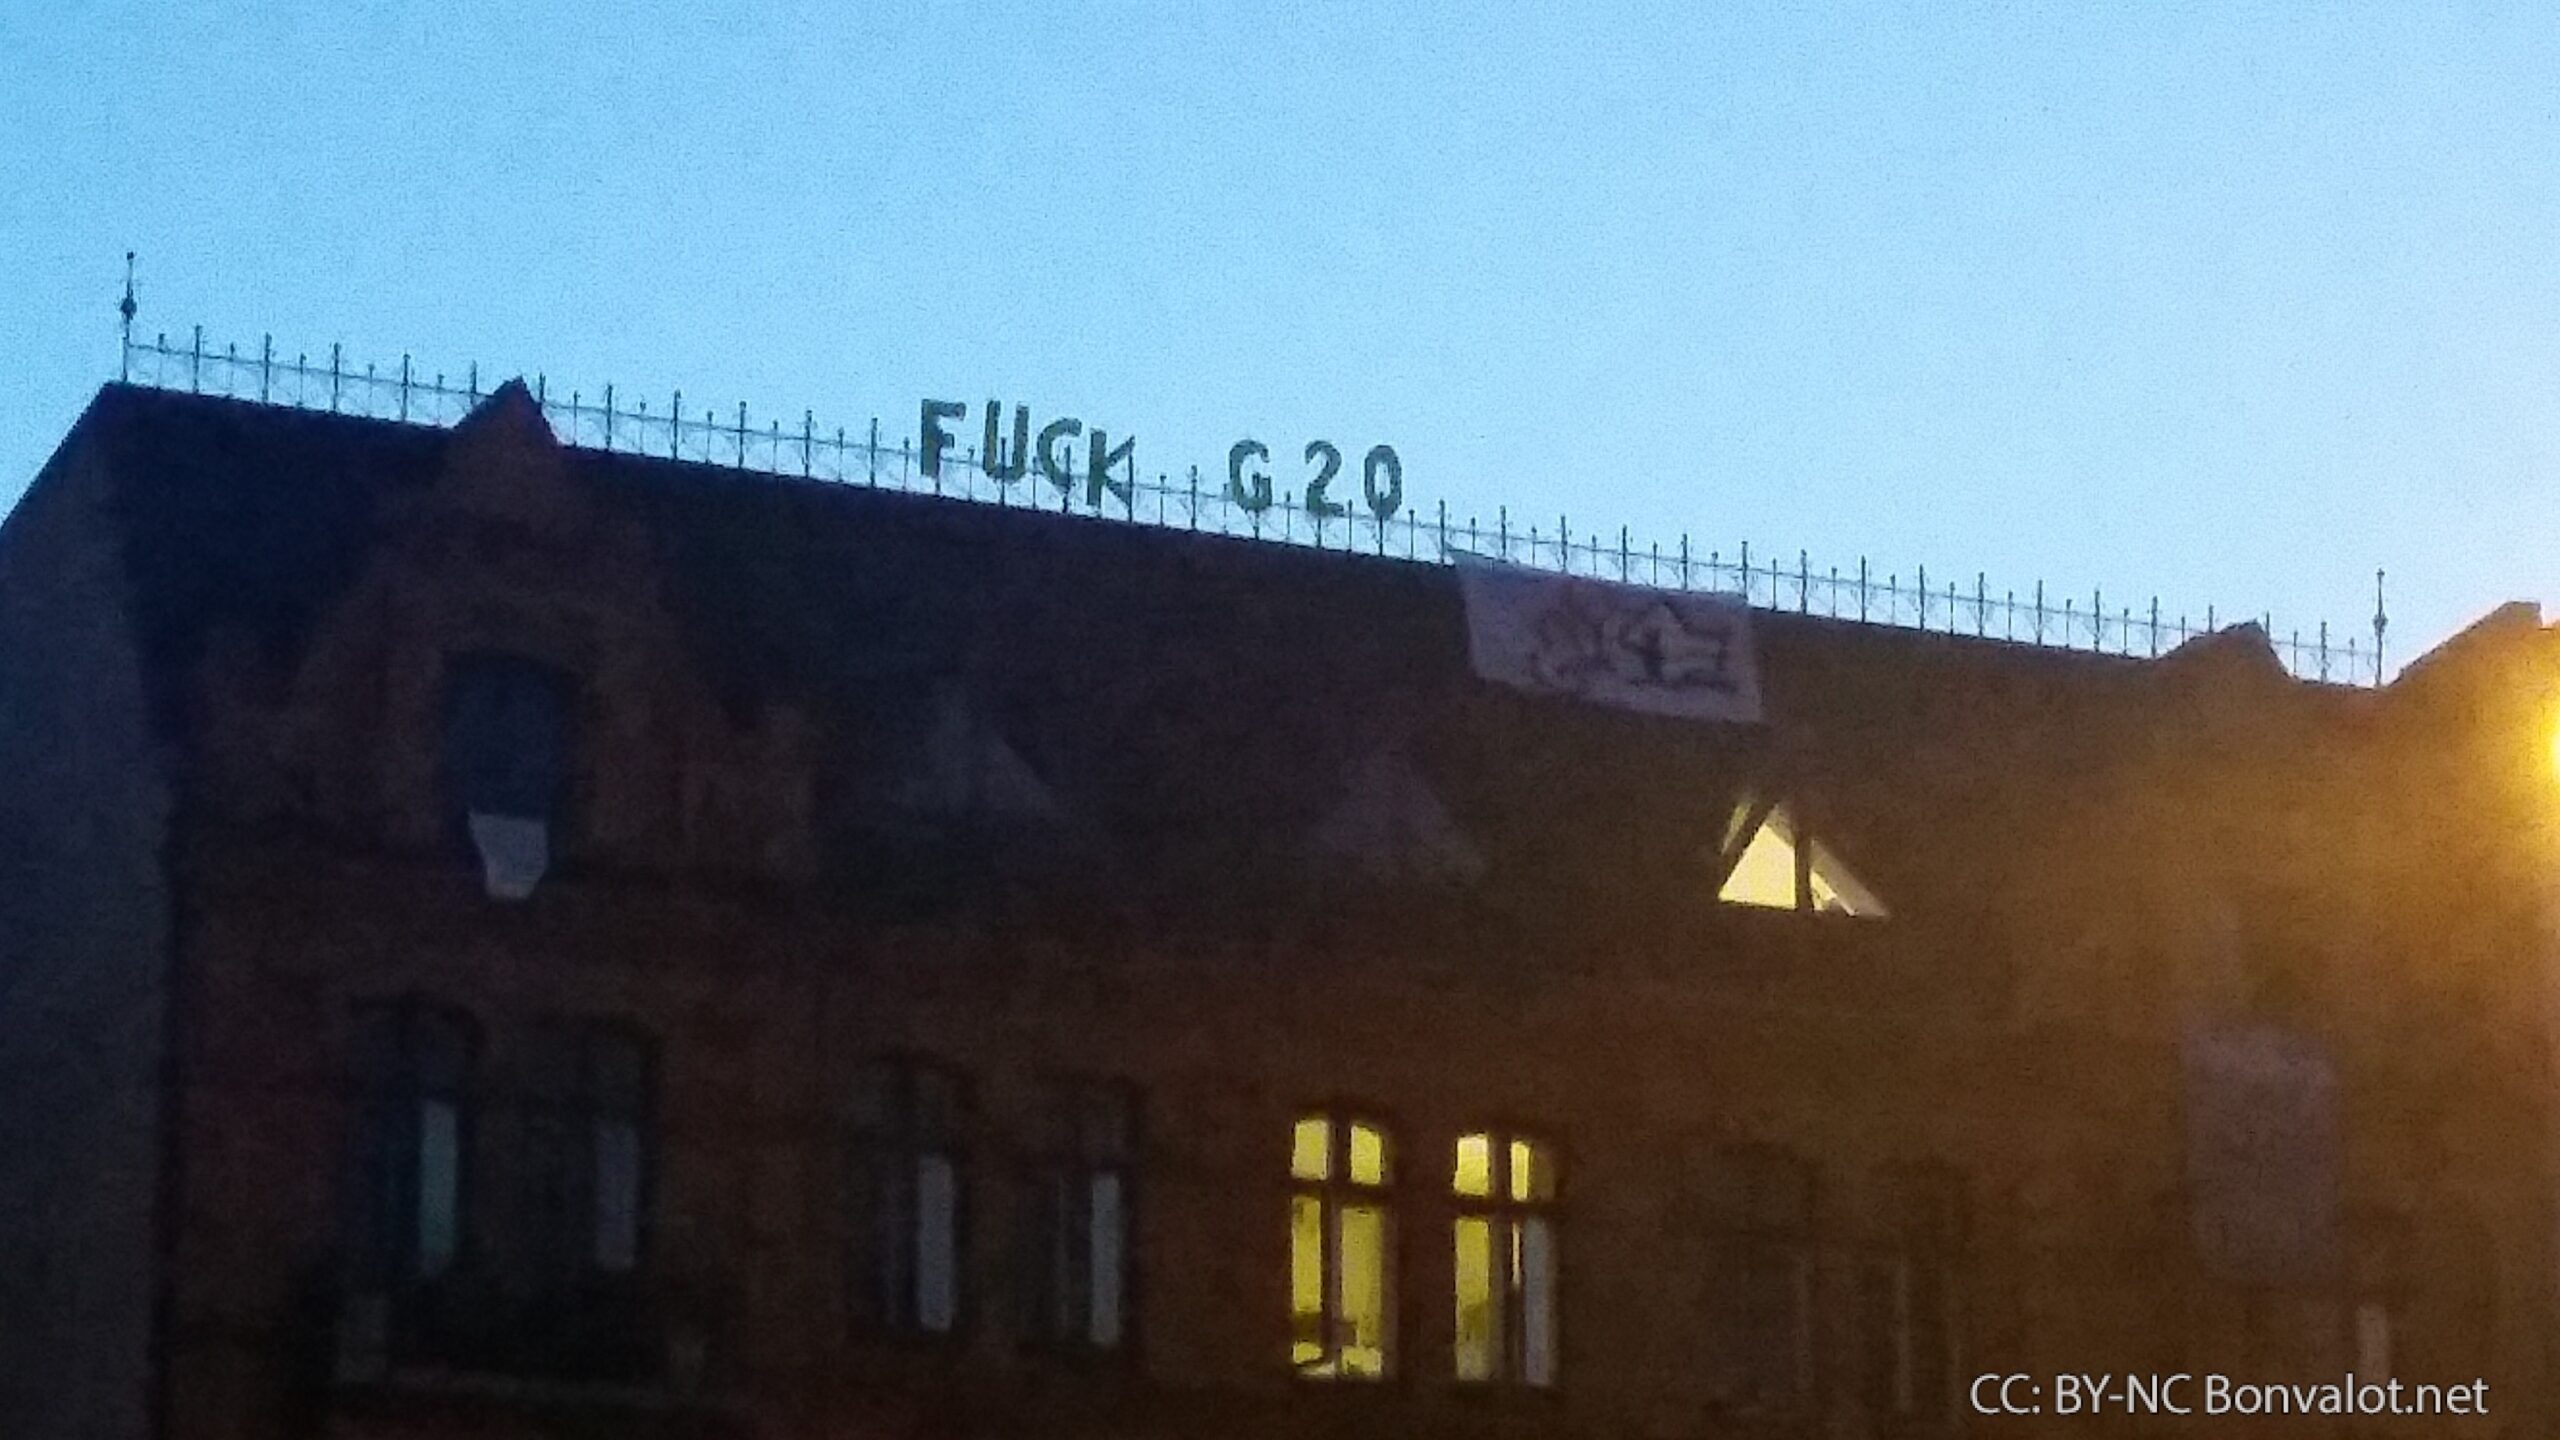 FUCK G20
CC: BY-NC Bonvalot.net